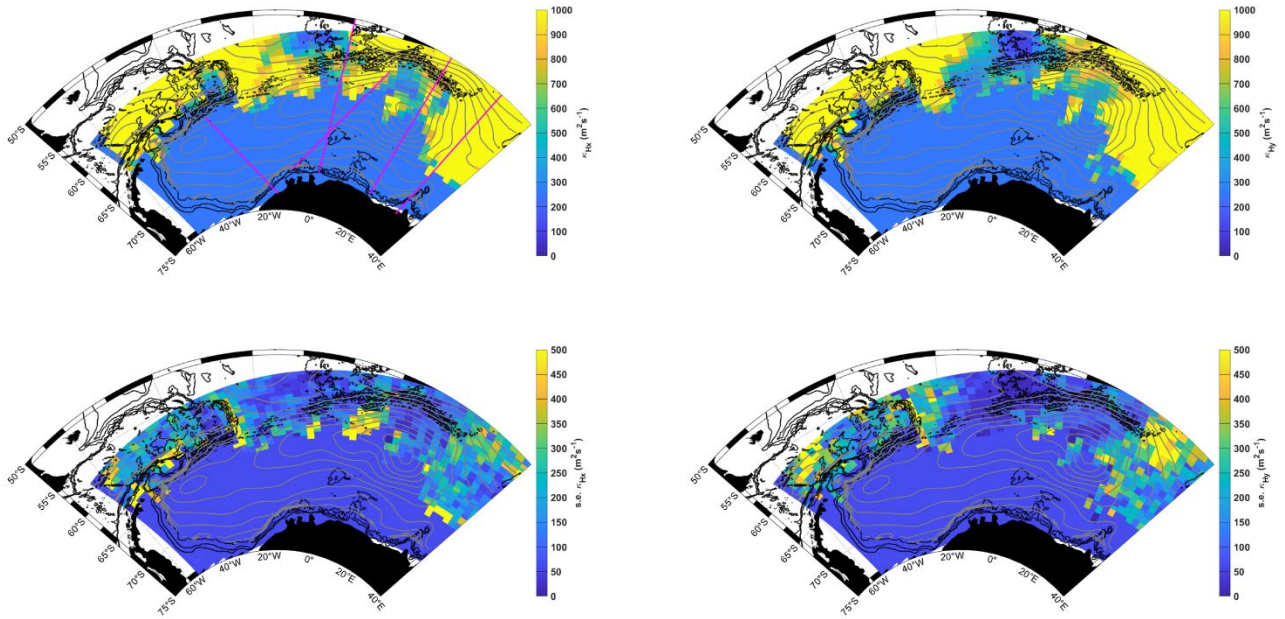 1000
900
800
700
600
500
400
300
200
100
0
κHx (m2s-1)
50°S
55°S
60°S
65°S
70°S
75°S
60°W
40°W
20°W
0°
20°E
40°E
1000
900
800
700
600
500
400
300
200
100
0
κHy (m2s-1)
50°S
55°S
60°S
65°S
70°S
75°S
60°W
40°W
20°W
0°
20°E
40°E
500
450
400
350
300
250
200
150
100
50
0
s.e. κHx (m2s-1)
50°S
55°S
60°S
65°S
70°S
75°S
60°W
40°W
20°W
0°
20°E
40°E
500
450
400
350
300
250
200
150
100
50
0
s.e. κHy (m2s-1)
50°S
55°S
60°S
65°S
70°S
75°S
60°W
40°W
20°W
0°
20°E
40°E